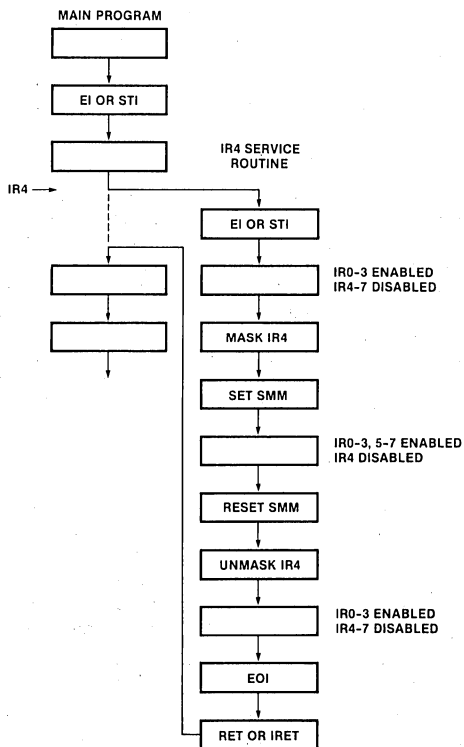 MAIN PROGRAM
EI OR STI
IR4
IR4 SERVICE
ROUTINE
EI OR STI
IR0-3 ENABLED
IR4-7 DISABLED
MASK IR4
SET SMM
IR0-3, 5-7 ENABLED
IR4 DISABLED
RESET SMM
UNMASK IR4
IR0-3 ENABLED
IR4-7 DISABLED
EOI
RET OR IRET